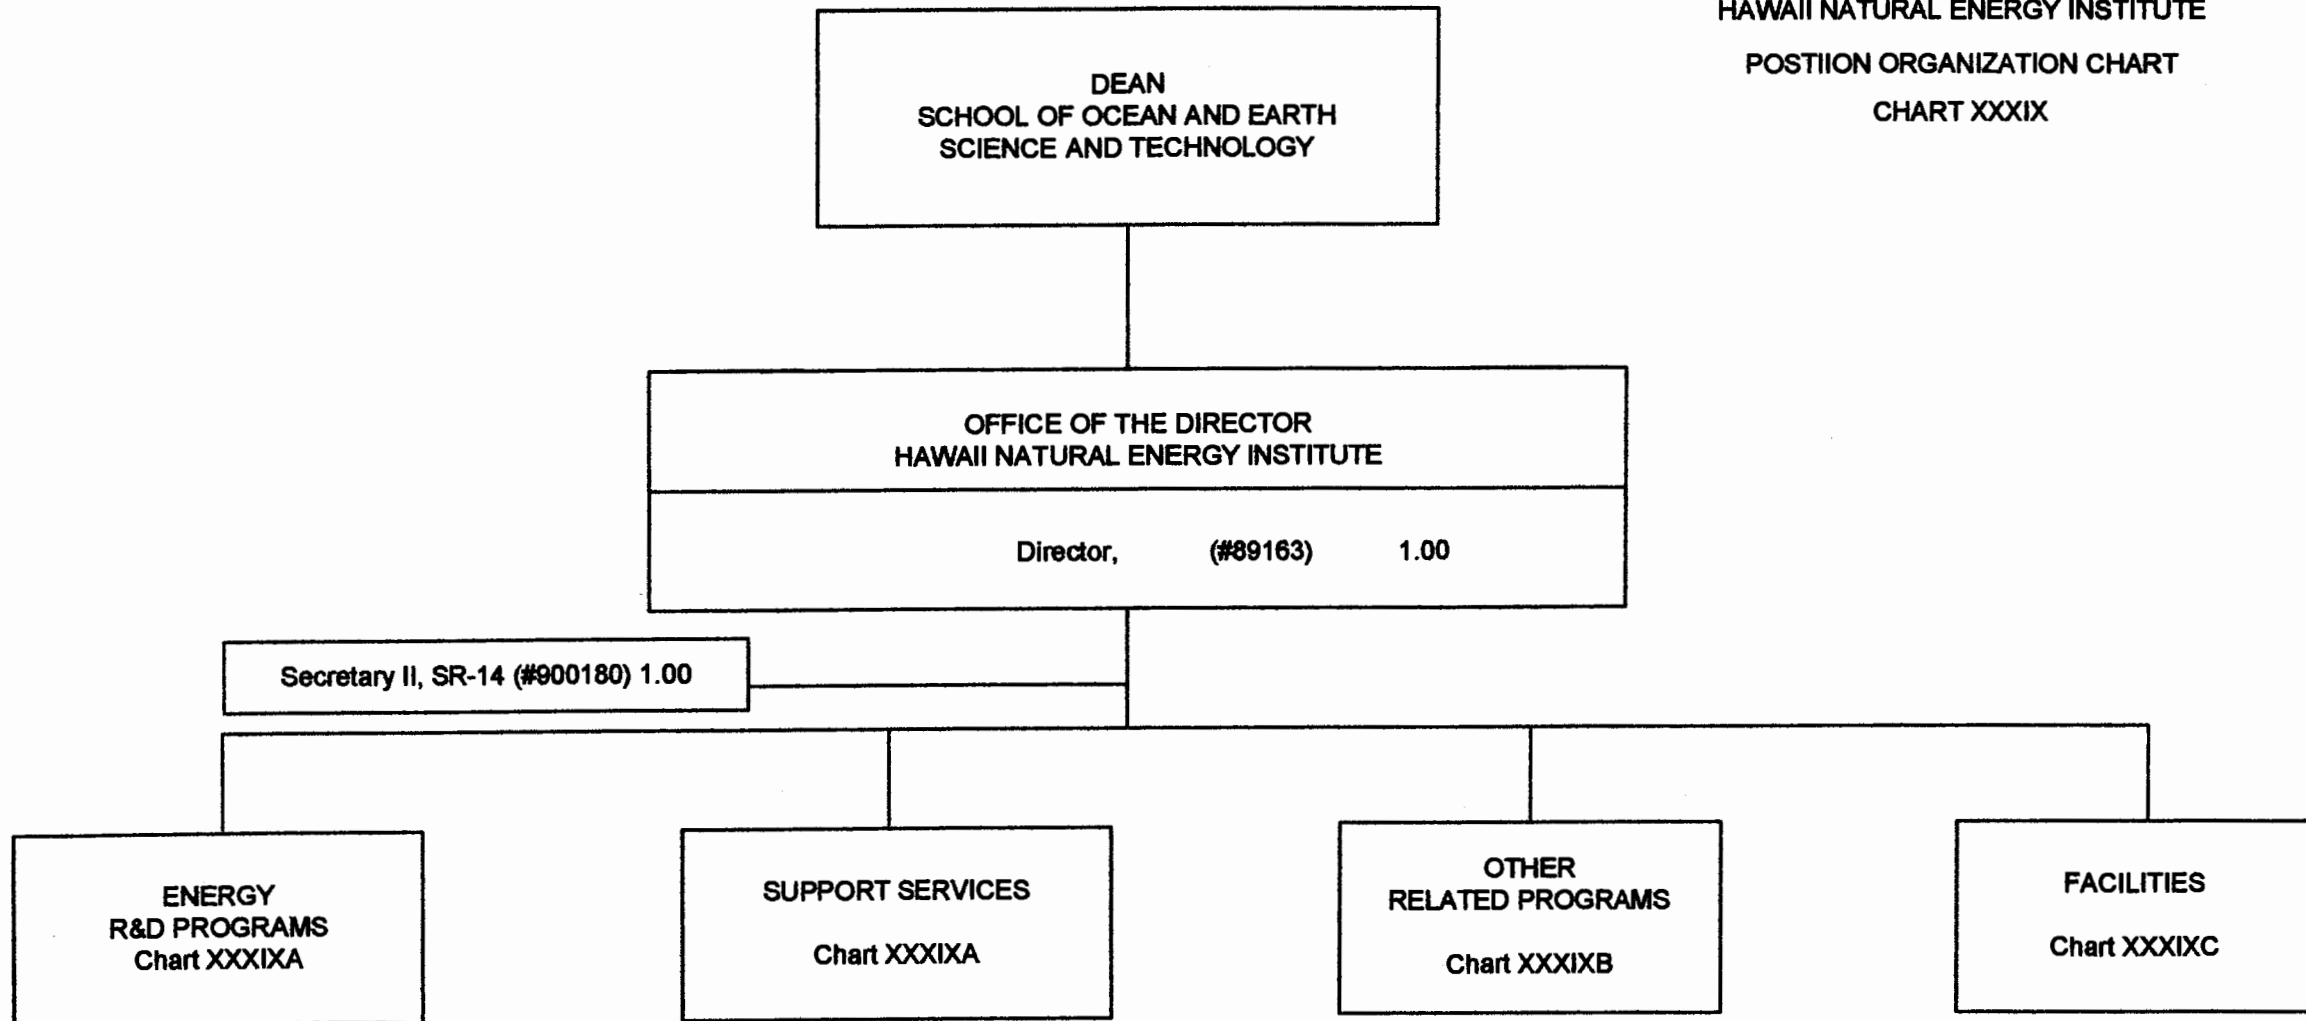 HAWAII NATURAL ENERGY INSTITUTE
POSTIION ORGANIZATION CHART
CHART XXXIX
DEAN
SCHOOL OF OCEAN AND EARTH
SCIENCE AND TECHNOLOGY
OFFICE OF THE DIRECTOR
HAWAII NATURAL ENERGY INSTITUTE
Director, (#89163) 1.00
Secretary II, SR-14 (#900180) 1.00
ENERGY
R&D PROGRAMS
Chart XXXIXA
SUPPORT SERVICES
Chart XXXIXA
OTHER
RELATED PROGRAMS
Chart XXXIXB
FACILITIES
Chart XXXIXC